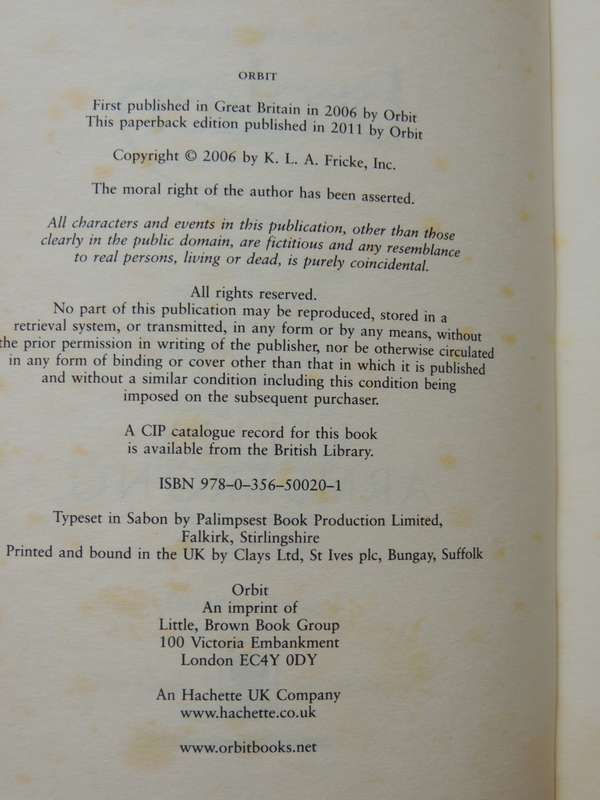 ORBIT
First published in Great Britain in 2006 by Orbit
This paperback edition published in 2011 by Orbit
Copyright © 2006 by K. L. A. Fricke, Inc.
The moral right of the author has been asserted.
All characters and events in this publication, other than those
clearly in the public domain, are fictitious and any resemblance
to real persons, living or dead, is purely coincidental.
All rights reserved.
No part of this publication may be reproduced, stored in a
retrieval system, or transmitted, in any form or by any means, without
the prior permission in writing of the publisher, nor be otherwise circulated
in any form of binding or cover other than that in which it is published
and without a similar condition including this condition being
imposed on the subsequent purchaser.
A CIP catalogue record for this book
is available from the British Library.
ISBN 978–0–356–50020–1
Typeset in Sabon by Palimpsest Book Production Limited,
Falkirk, Stirlingshire
Printed and bound in the UK by Clays Ltd, St Ives plc, Bungay, Suffolk
Orbit
An imprint of
Little, Brown Book Group
100 Victoria Embankment
London EC4Y 0DY
An Hachette UK Company
www.hachette.co.uk
www.orbitbooks.net